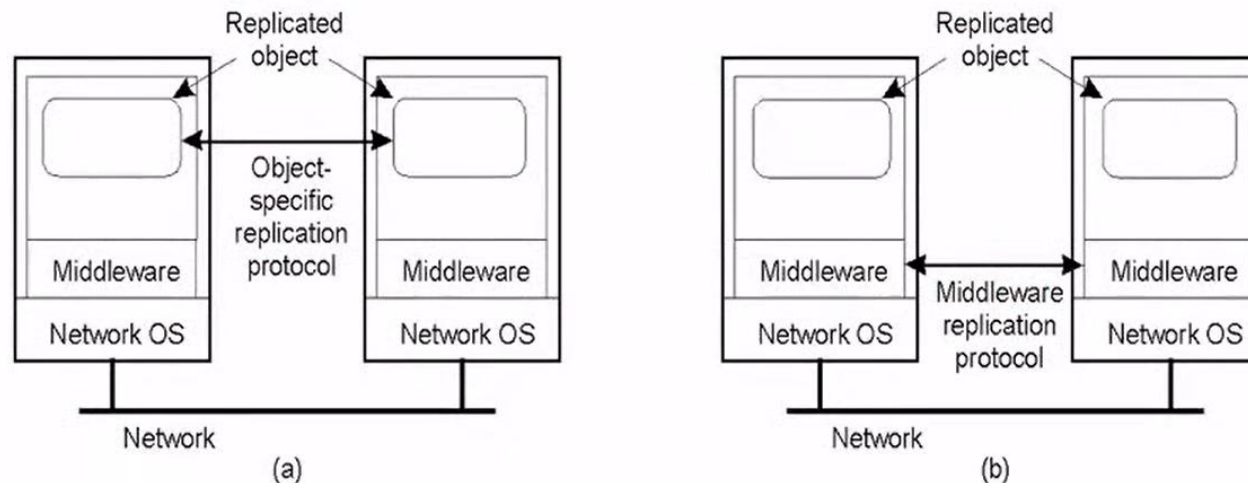 Replicated
object
Object-
specific
replication
protocol
Middleware
Middleware
Network OS
Network OS
Network
(a)
Replicated
object
Middleware
Middleware
Middleware
replication
protocol
Network OS
Network OS
Network
(b)